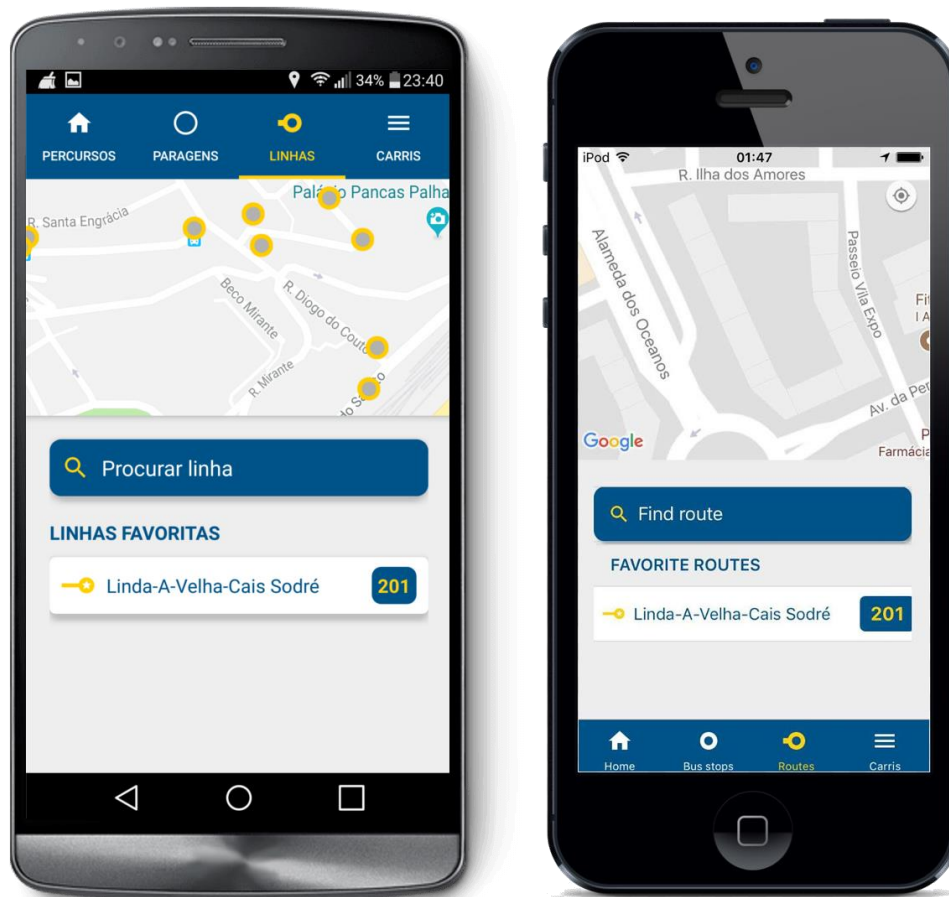 34% 23:40
PERCURSOS PARAGENS LINHAS CARRIS
Palácio Pancas Palha
R. Santa Engrácia
Beco Mirante
R. Diogo do Couto
R. Mirante
Procurar linha
LINHAS FAVORITAS
Linda-A-Velha-Cais Sodré 201
iPod 01:47
R. Ilha dos Amores
Alameda dos Oceanos
Passeio Vila Expo
Av. da
Google
Farmácia
Find route
FAVORITE ROUTES
Linda-A-Velha-Cais Sodré 201
Home Bus stops Routes Carris